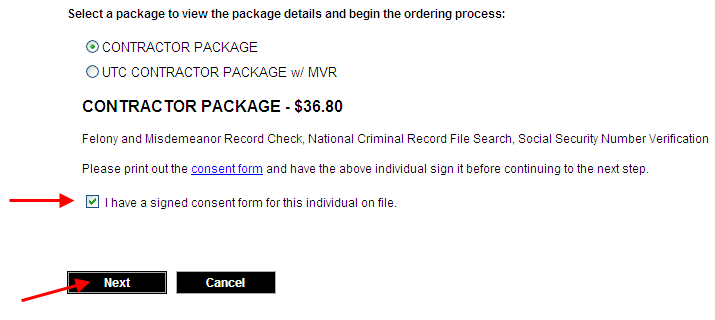 Select a package to view the package details and begin the ordering process:
CONTRACTOR PACKAGE
UTC CONTRACTOR PACKAGE w/ MVR
CONTRACTOR PACKAGE - $36.80
Felony and Misdemeanor Record Check, National Criminal Record File Search, Social Security Number Verification
Please print out the consent form and have the above individual sign it before continuing to the next step.
I have a signed consent form for this individual on file.
Next Cancel